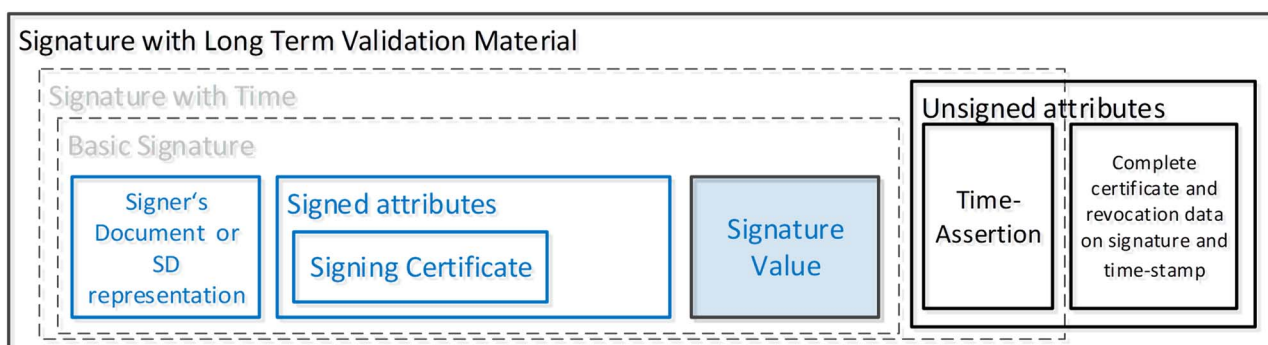 Signature with Long Term Validation Material
Signature with Time
Unsigned attributes
Basic Signature
Signer‘s
Document or
SD
representation
Signed attributes
Signing Certificate
Signature
Value
Time-
Assertion
Complete
certificate and
revocation data
on signature and
time-stamp